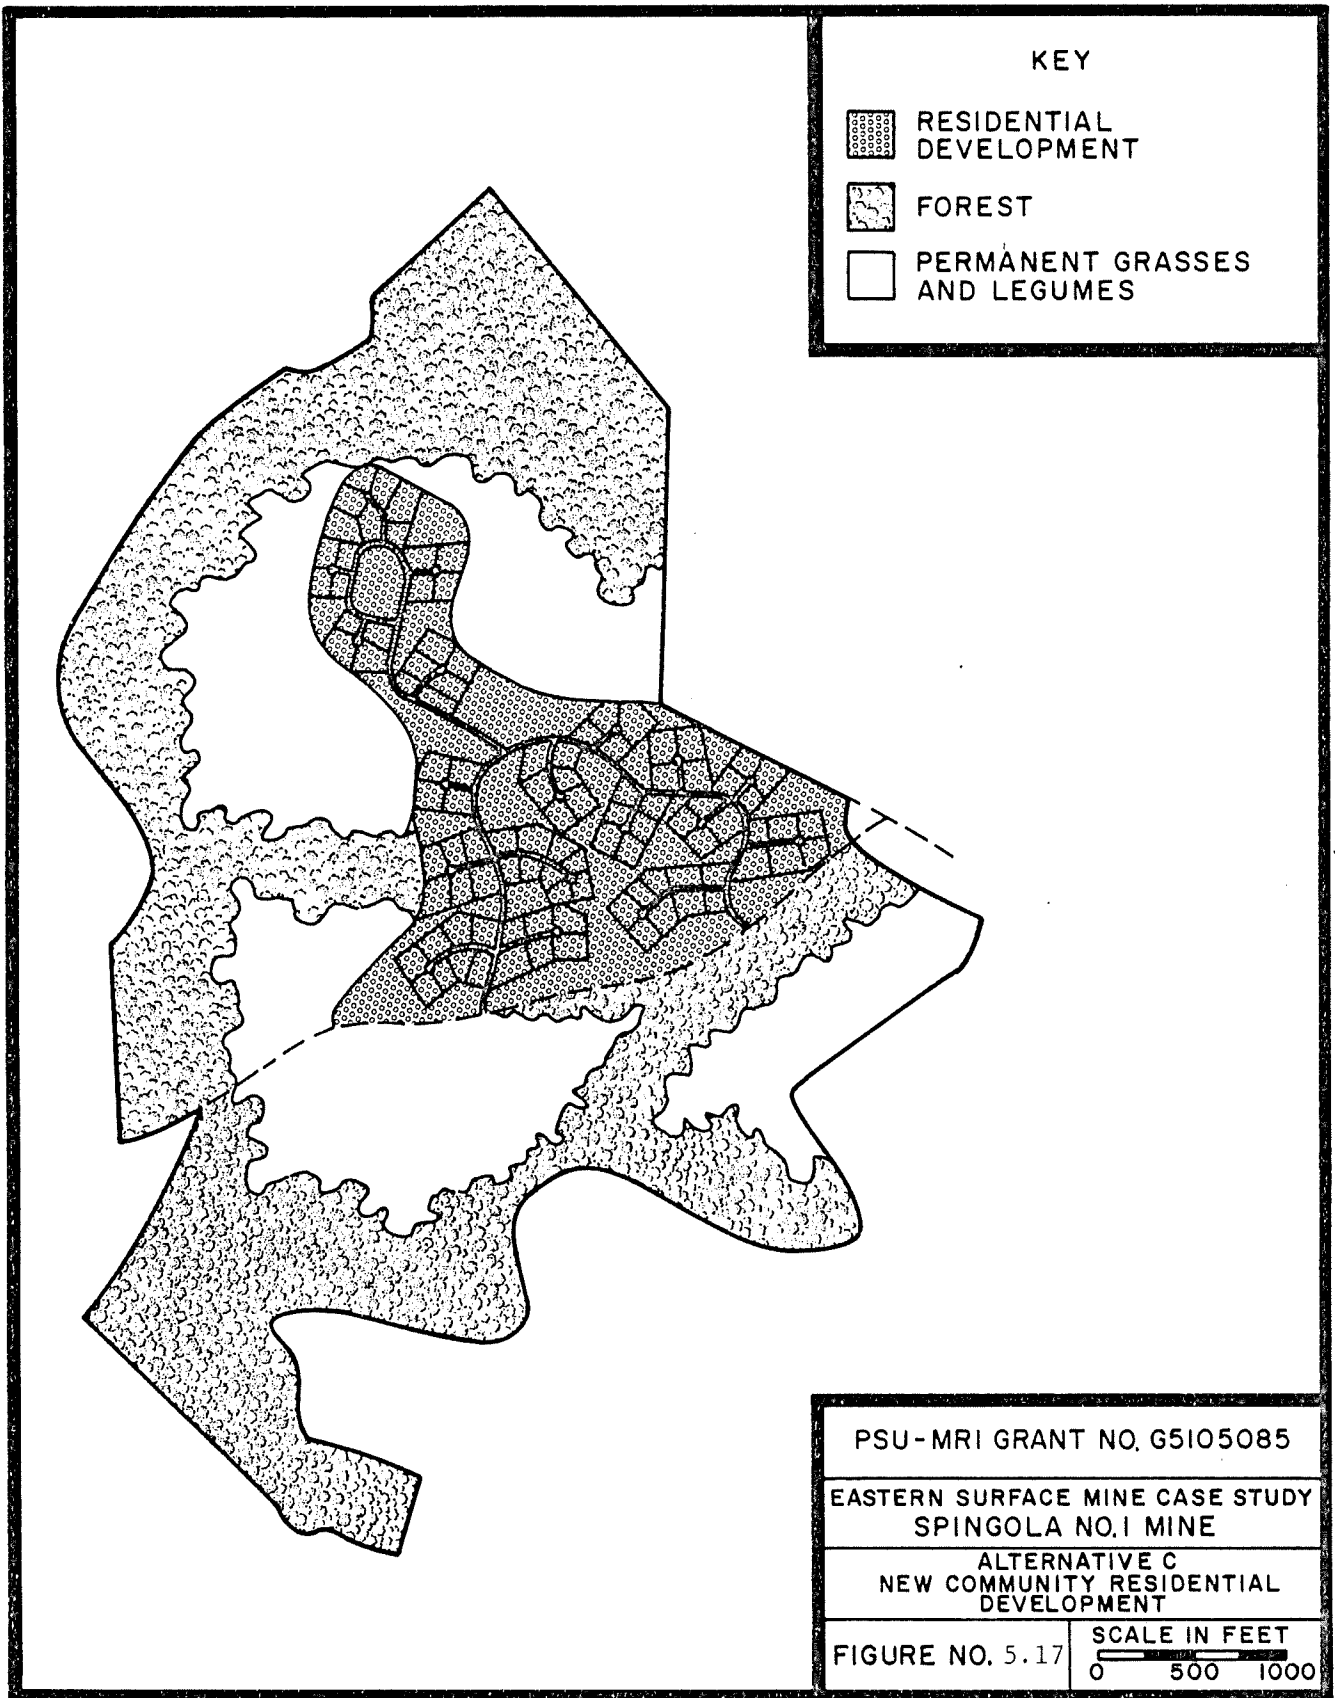 KEY
RESIDENTIAL
DEVELOPMENT
FOREST
PERMANENT GRASSES
AND LEGUMES
PSU-MRI GRANT NO. G5105085
EASTERN SURFACE MINE CASE STUDY
SPINGOLA NO.1 MINE
ALTERNATIVE C
NEW COMMUNITY RESIDENTIAL
DEVELOPMENT
FIGURE NO. 5.17
SCALE IN FEET
0 500 1000